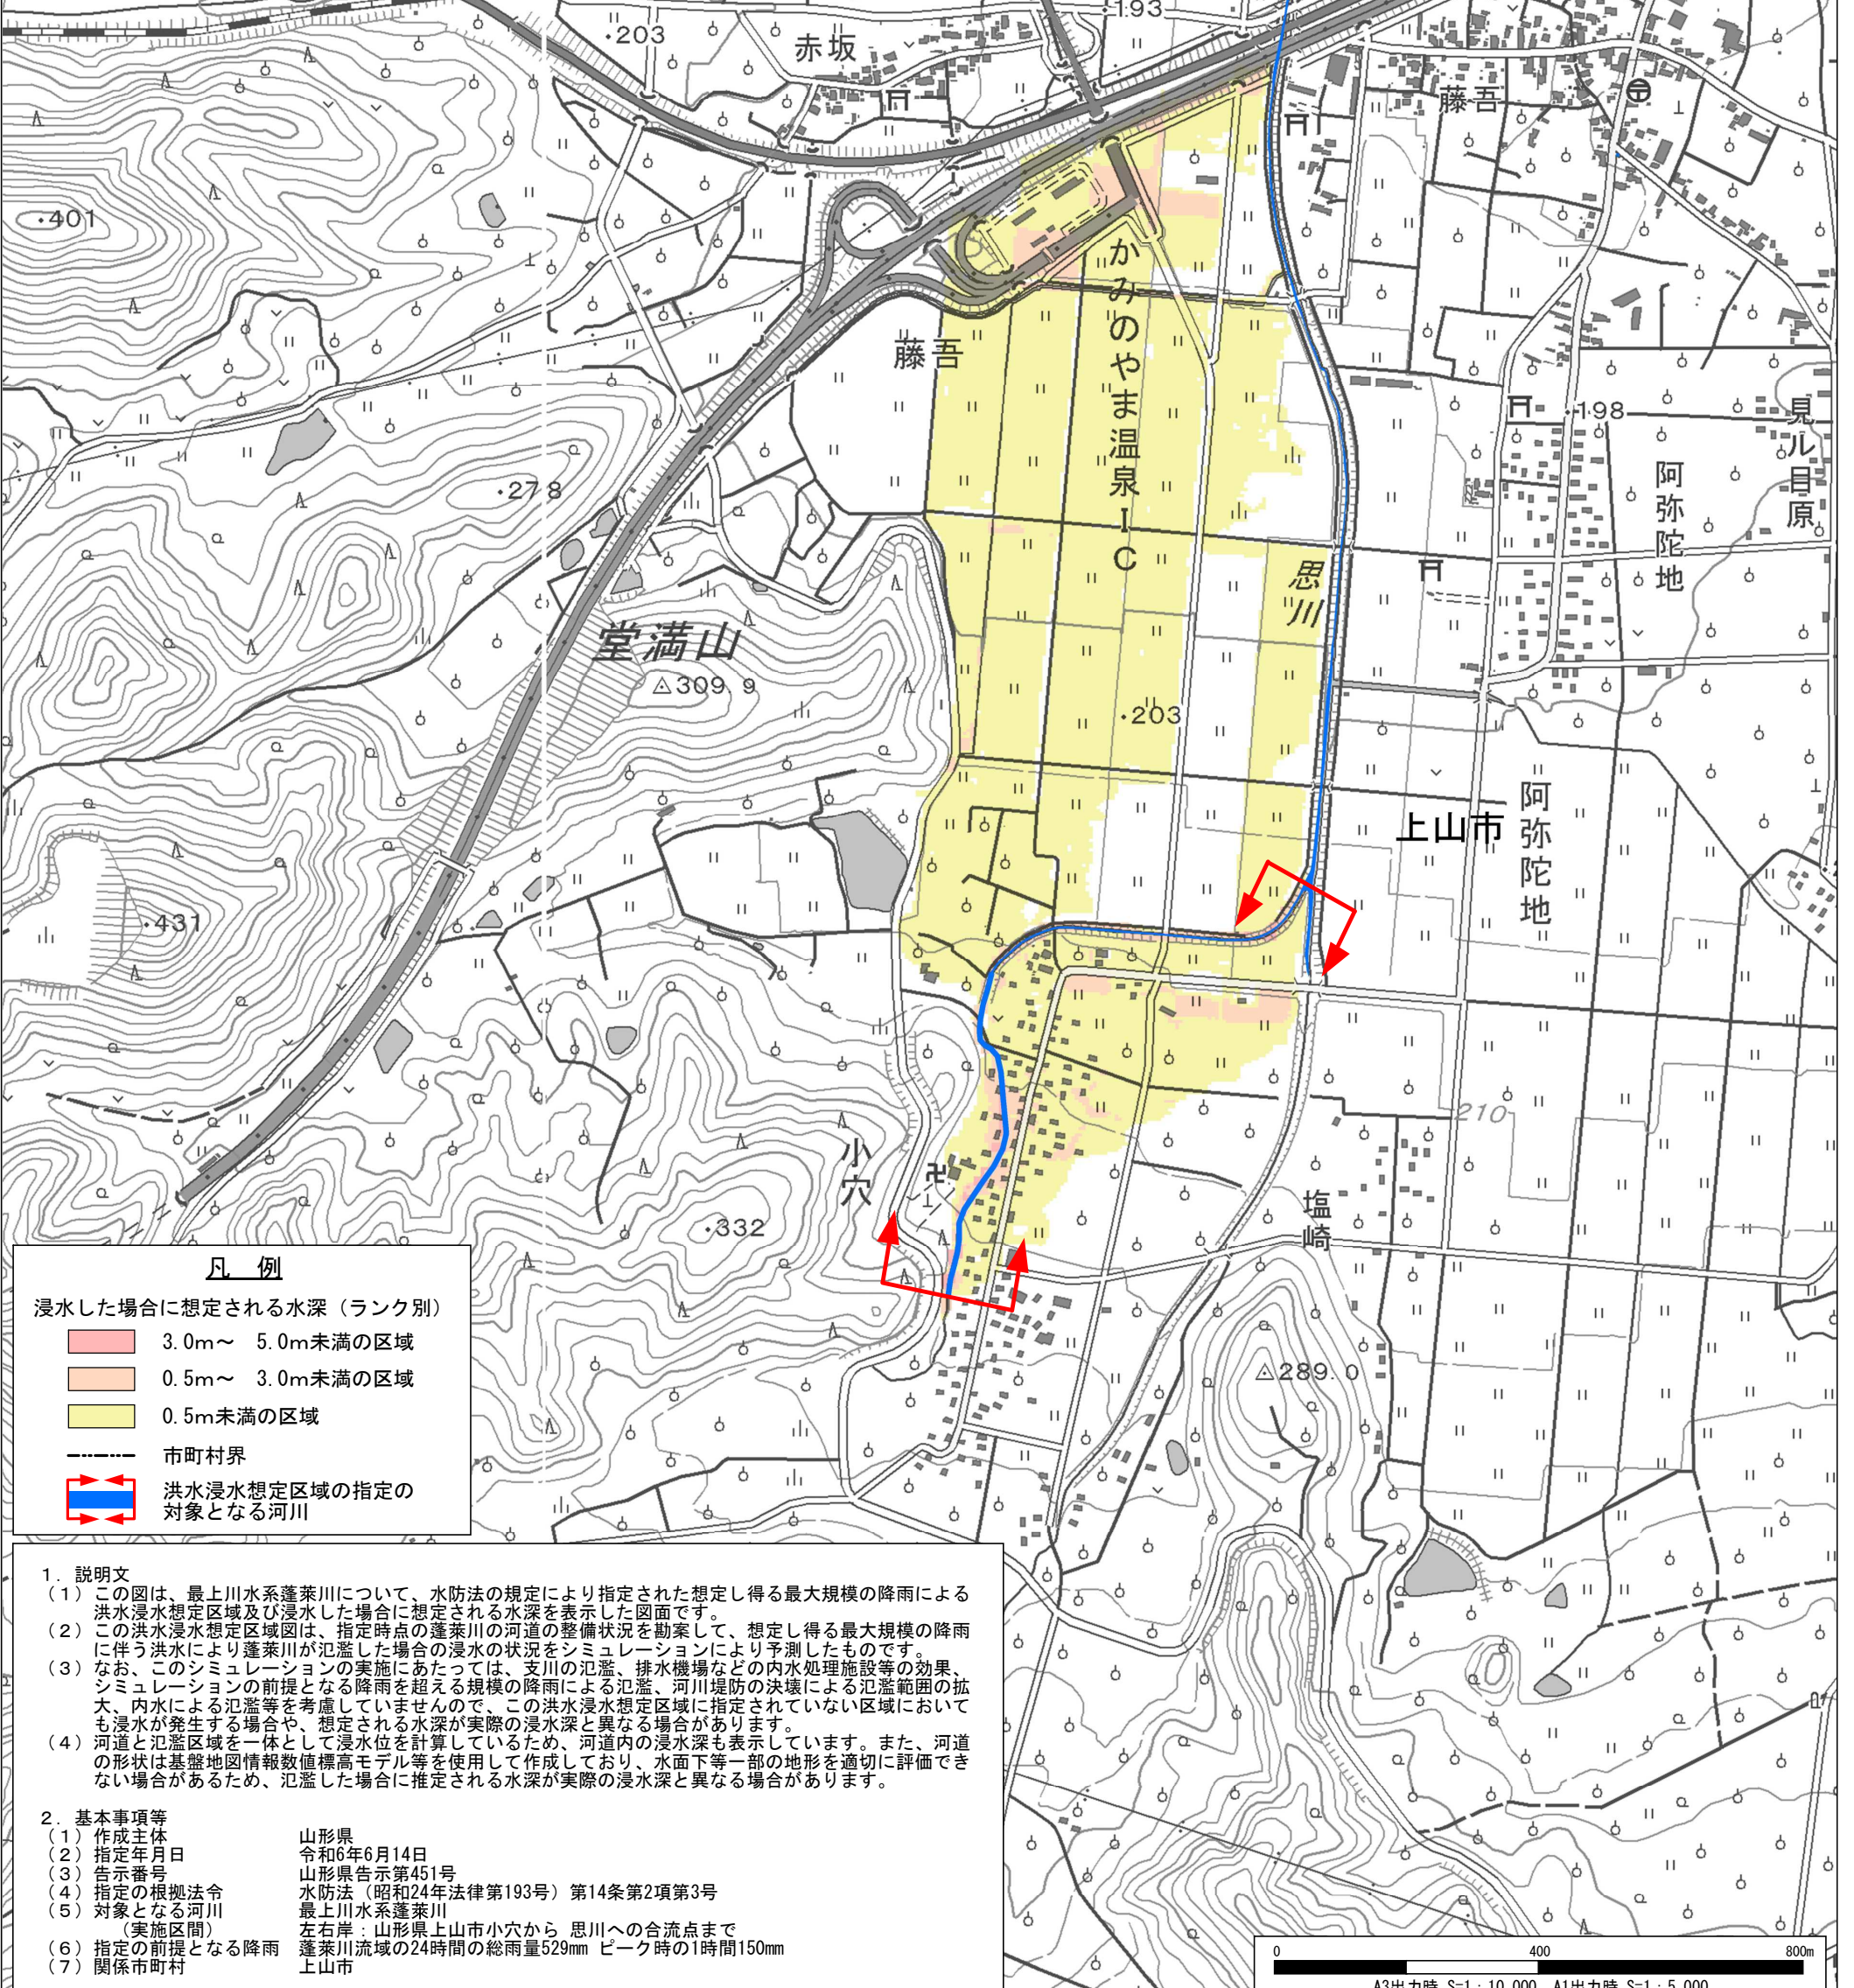 193
・203
赤坂
藤吾
・401
かみのやま温泉IC
藤吾
・198
見ル目原
阿弥陀地
・278
思川
堂満山
△309.9
・203
阿弥陀地
上山市
・431
210
小穴
塩崎
・332
△289.0
凡 例
浸水した場合に想定される水深（ランク別）
3.0m～ 5.0m未満の区域
0.5m～ 3.0m未満の区域
0.5m未満の区域
市町村界
洪水浸水想定区域の指定の
対象となる河川
1．説明文
（1）この図は、最上川水系蓬莱川について、水防法の規定により指定された想定し得る最大規模の降雨による
洪水浸水想定区域及び浸水した場合に想定される水深を表示した図面です。
（2）この洪水浸水想定区域図は、指定時点の蓬莱川の河道の整備状況を勘案して、想定し得る最大規模の降雨
に伴う洪水により蓬莱川が氾濫した場合の浸水の状況をシミュレーションにより予測したものです。
（3）なお、このシミュレーションの実施にあたっては、支川の氾濫、排水機場などの内水処理施設等の効果、
シミュレーションの前提となる降雨を超える規模の降雨による氾濫、河川堤防の決壊による氾濫範囲の拡
大、内水による氾濫等を考慮していませんので、この洪水浸水想定区域に指定されていない区域において
も浸水が発生する場合や、想定される水深が実際の浸水深と異なる場合があります。
（4）河道と氾濫区域を一体として浸水位を計算しているため、河道内の浸水深も表示しています。また、河道
の形状は基盤地図情報数値標高モデル等を使用して作成しており、水面下等一部の地形を適切に評価でき
ない場合があるため、氾濫した場合に推定される水深が実際の浸水深と異なる場合があります。
2．基本事項等
（1）作成主体 山形県
（2）指定年月日 令和6年6月14日
（3）告示番号 山形県告示第451号
（4）指定の根拠法令 水防法（昭和24年法律第193号）第14条第2項第3号
（5）対象となる河川 最上川水系蓬莱川
（実施区間） 左右岸：山形県上山市小穴から 思川への合流点まで
（6）指定の前提となる降雨 蓬莱川流域の24時間の総雨量529mm ピーク時の1時間150mm
（7）関係市町村 上山市
0 400 800m
A3出力時 S=1：10,000 A1出力時 S=1：5,000